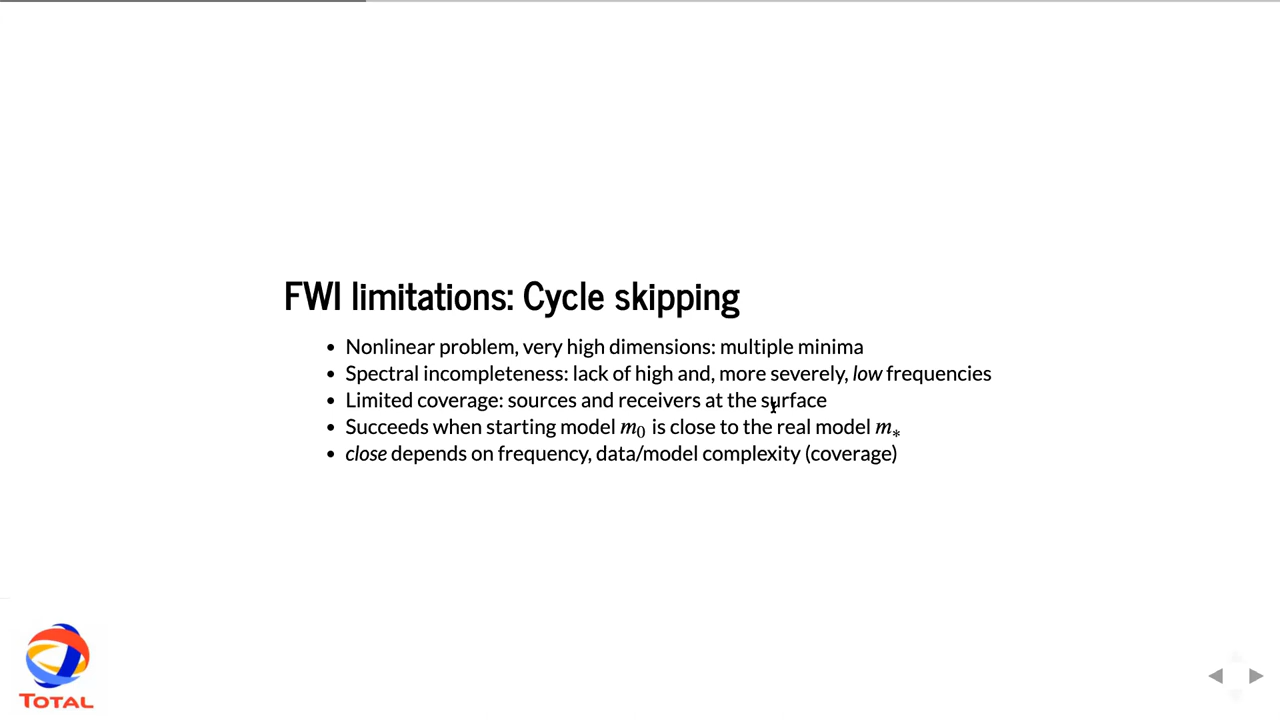 FWI limitations: Cycle skipping
• Nonlinear problem, very high dimensions: multiple minima
• Spectral incompleteness: lack of high and, more severely, low frequencies
• Limited coverage: sources and receivers at the surface
• Succeeds when starting model m₀ is close to the real model m*
• close depends on frequency, data/model complexity (coverage)
TOTAL